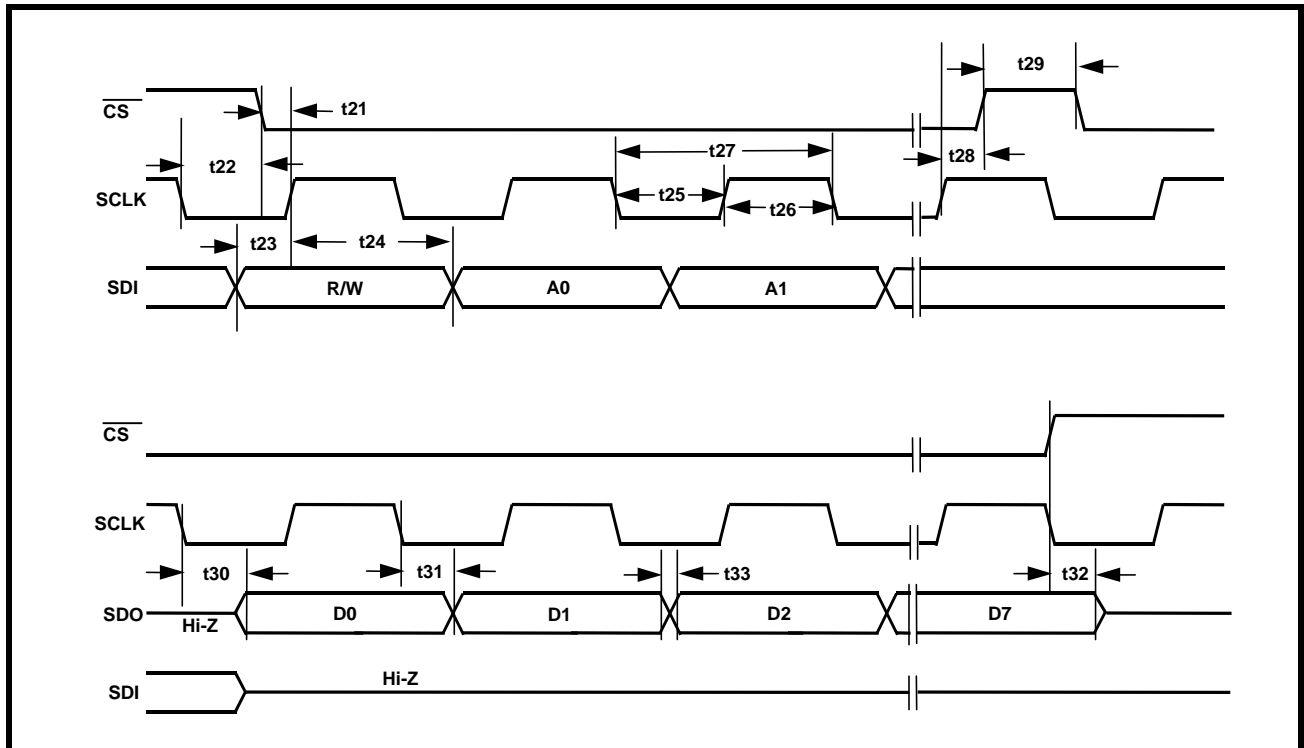 t29
CS
t21
t22
t28
t27
SCLK
t25
t26
t23
t24
SDI
R/W
A0
A1
CS
SCLK
t30
t31
t33
t32
SDO
Hi-Z
D0
D1
D2
D7
SDI
Hi-Z